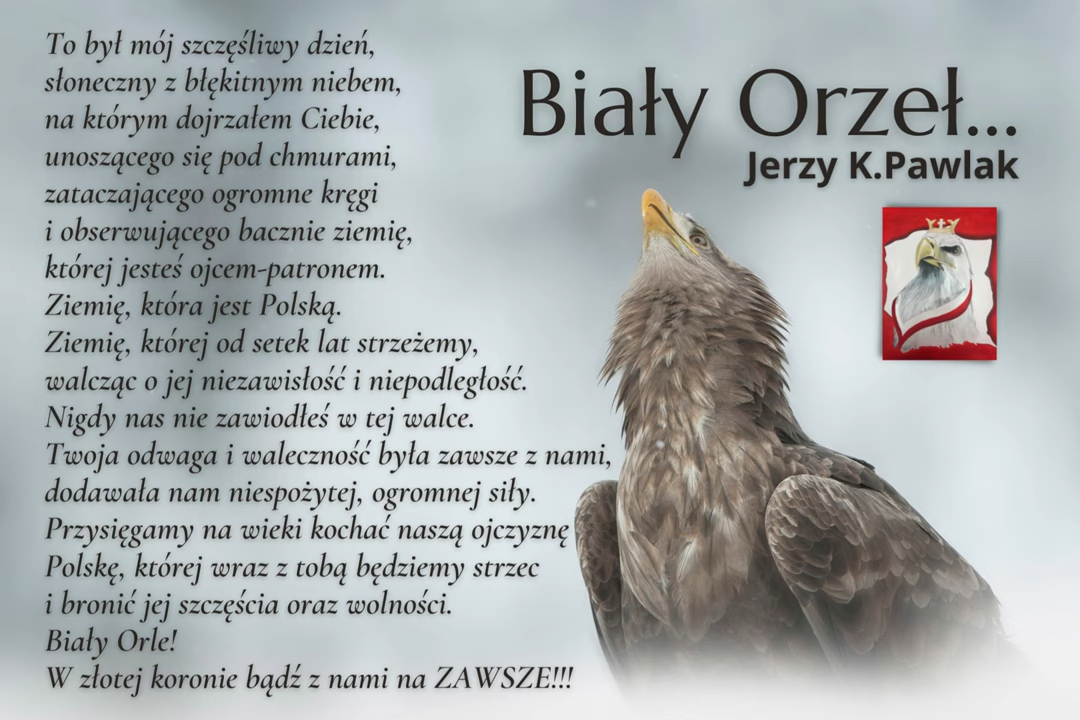 Biały Orzeł...
Jerzy K.Pawlak
To był mój szczęśliwy dzień,
słoneczny z błękitnym niebem,
na którym dojrzałem Ciebie,
unoszącego się pod chmurami,
zataczającego ogromne kręgi
i obserwującego bacznie ziemię,
której jesteś ojcem-patronem.
Ziemię, która jest Polską.
Ziemię, której od setek lat strzeżemy,
walcząc o jej niezawisłość i niepodległość.
Nigdy nas nie zawiodłeś w tej walce.
Twoja odwaga i waleczność była zawsze z nami,
dodawała nam niespożytej, ogromnej siły.
Przysięgamy na wieki kochać naszą ojczyznę
Polskę, której wraz z tobą będziemy strzec
i bronić jej szczęścia oraz wolności.
Biały Orle!
W złotej koronie bądź z nami na ZAWSZE!!!